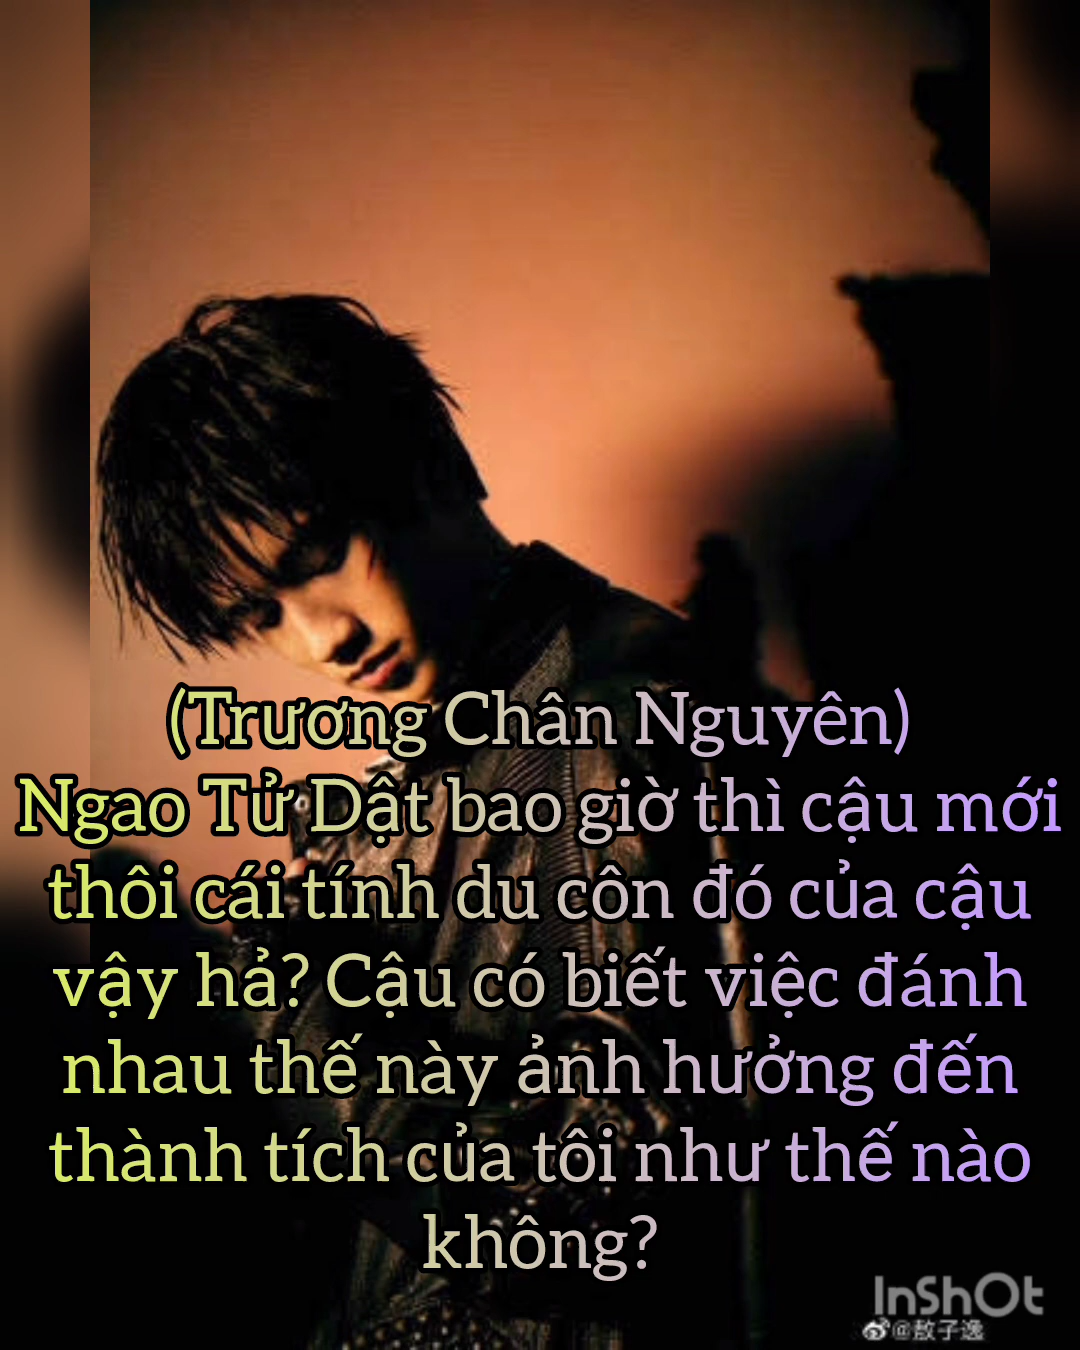 (Trương Chân Nguyên)
Ngao Tử Dật bao giờ thì cậu mới
thôi cái tính du côn đó của cậu
vậy hả? Cậu có biết việc đánh
nhau thế này ảnh hưởng đến
thành tích của tôi như thế nào
không?
InShOt
@敖子逸